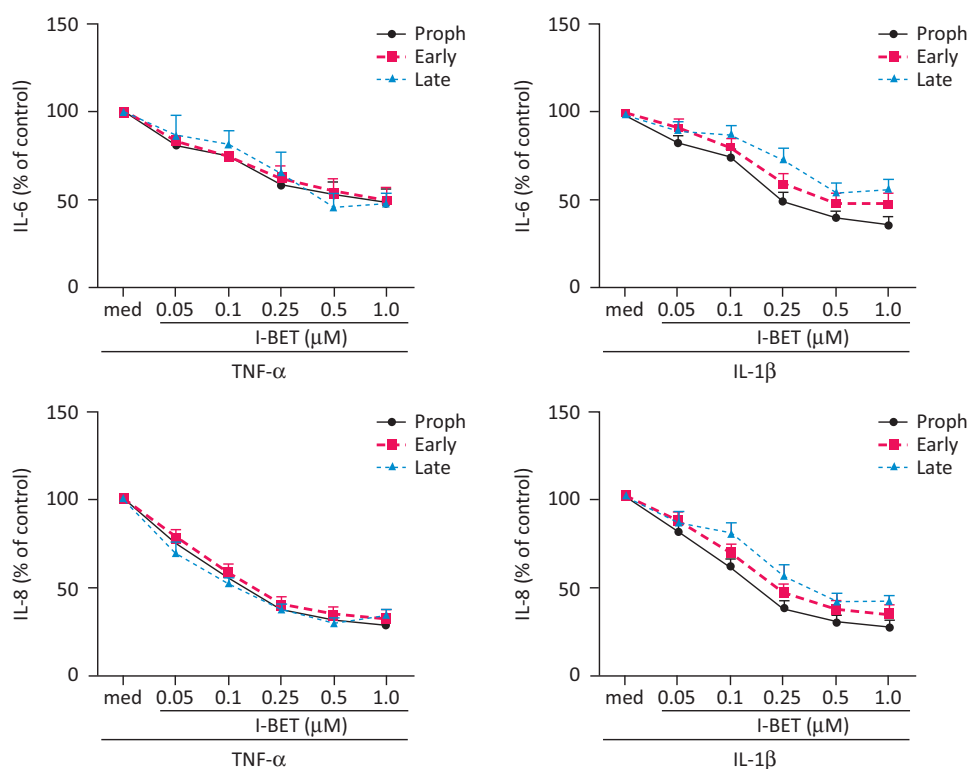 150
100
50
0
IL-6 (% of control)
Proph
Early
Late
med 0.05 0.1 0.25 0.5 1.0
I-BET (µM)
TNF-α
150
100
50
0
IL-6 (% of control)
Proph
Early
Late
med 0.05 0.1 0.25 0.5 1.0
I-BET (µM)
IL-1β
150
100
50
0
IL-8 (% of control)
Proph
Early
Late
med 0.05 0.1 0.25 0.5 1.0
I-BET (µM)
TNF-α
150
100
50
0
IL-8 (% of control)
Proph
Early
Late
med 0.05 0.1 0.25 0.5 1.0
I-BET (µM)
IL-1β